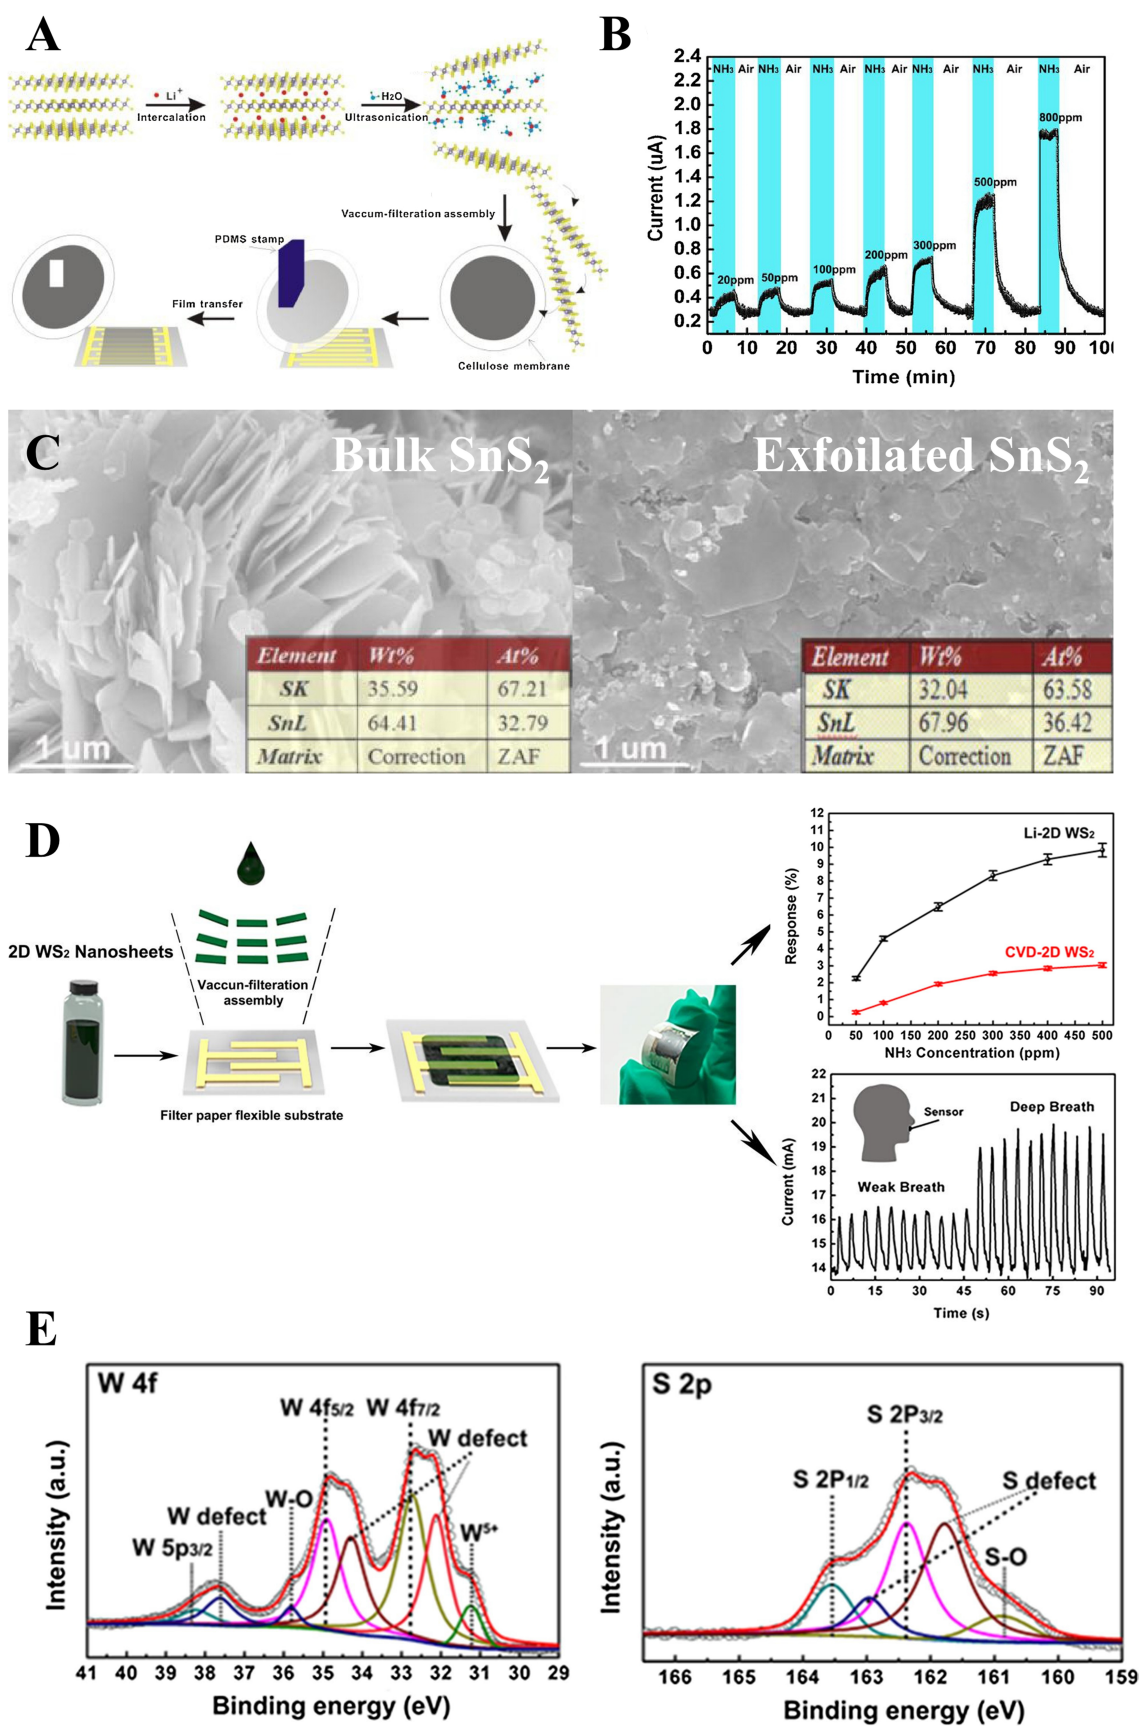 A
Li+
Intercalation
H2O
Ultrasonication
Vaccum-filteration assembly
PDMS stamp
Film transfer
Cellulose membrane
B
NH3 Air NH3 Air NH3 Air NH3 Air NH3 Air NH3 Air NH3 Air
2.4
2.2
2.0
1.8
1.6
1.4
1.2
1.0
0.8
0.6
0.4
0.2
Current (uA)
20ppm
50ppm
100ppm
200ppm
300ppm
500ppm
800ppm
0 10 20 30 40 50 60 70 80 90 100
Time (min)
C
Bulk SnS2
Element Wt% At%
SK 35.59 67.21
SnL 64.41 32.79
Matrix Correction ZAF
1 um
Exfoilated SnS2
Element Wt% At%
SK 32.04 63.58
SnL 67.96 36.42
Matrix Correction ZAF
1 um
D
2D WS2 Nanosheets
Vaccun-filteration
assembly
Filter paper flexible substrate
12
11
10
9
8
7
6
5
4
3
2
1
0
Response (%)
Li-2D WS2
CVD-2D WS2
0 50 100 150 200 250 300 350 400 450 500
NH3 Concentration (ppm)
22
21
20
19
18
17
16
15
14
Current (mA)
Sensor
Deep Breath
Weak Breath
0 15 30 45 60 75 90
Time (s)
E
W 4f
W 4f5/2
W 4f7/2
W defect
W-O
W defect
W 5p3/2
W5+
Intensity (a.u.)
41 40 39 38 37 36 35 34 33 32 31 30 29
Binding energy (eV)
S 2p
S 2P3/2
S 2P1/2
S defect
S-O
Intensity (a.u.)
166 165 164 163 162 161 160 159
Binding energy (eV)